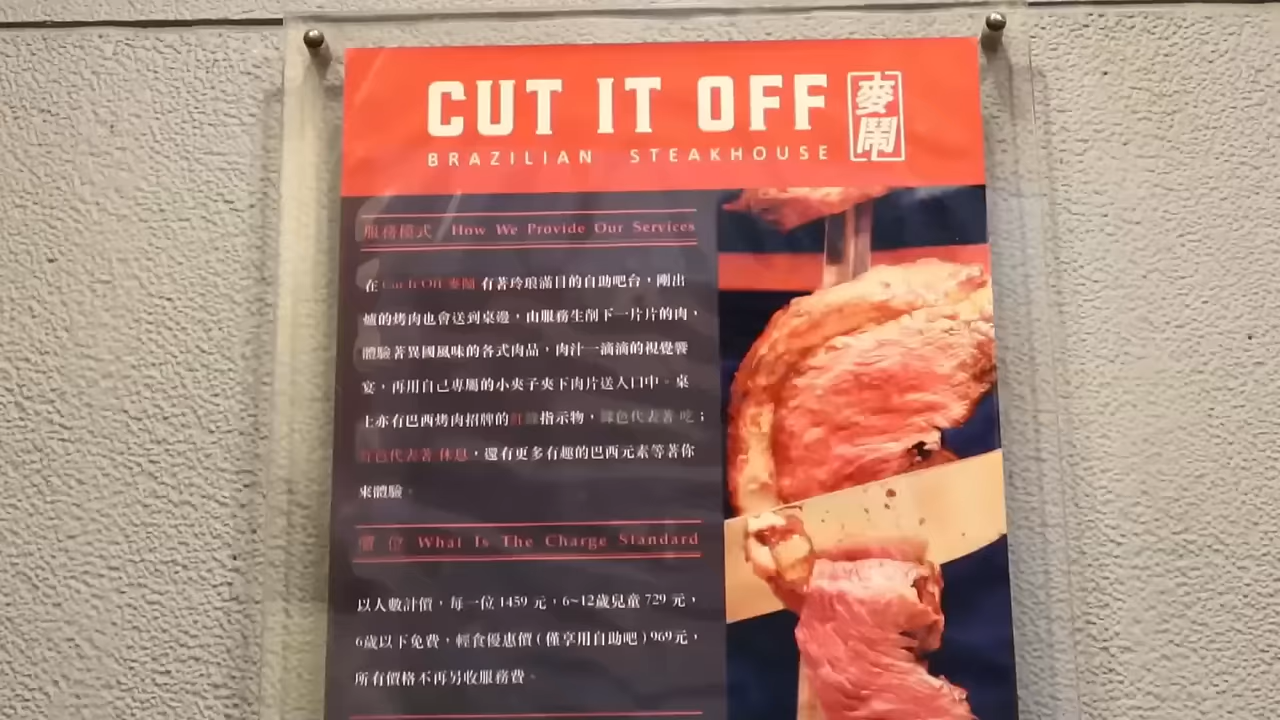 CUT IT OFF
BRAZILIAN STEAKHOUSE
麥鬧
服務模式 How We Provide Our Services
在 Cut It Off 麥鬧 有著玲琅滿目的自助吧台，剛出
爐的烤肉也會送到桌邊，由服務生削下一片片的肉，
體驗著異國風味的各式肉品，肉汁一滴滴的視覺饗
宴，再用自己專屬的小夾子夾下肉片送入口中。桌
上亦有巴西烤肉招牌的紅綠指示物，綠色代表著 吃；
紅色代表著 休息，還有更多有趣的巴西元素等著你
來體驗。
價 位 What Is The Charge Standard
以人數計價，每一位 1459 元，6~12歲兒童 729 元，
6歲以下免費，輕食優惠價 ( 僅享用自助吧 ) 969元，
所有價格不再另收服務費。